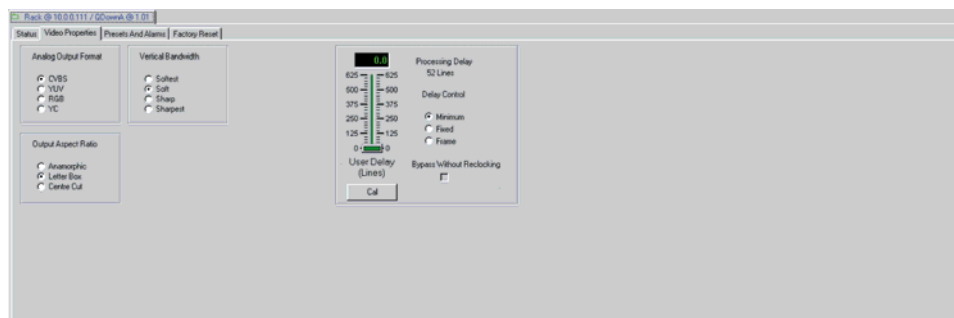 Rack @ 10.0.0.111 / QDownA @ 1.01
Status Video Properties Presets And Alarms Factory Reset
Analog Output Format
CVBS
YUV
RGB
YC
Vertical Bandwidth
Softest
Soft
Sharp
Sharpest
Output Aspect Ratio
Anamorphic
Letter Box
Centre Cut
0.0
625 625
500 500
375 375
250 250
125 125
0 0
User Delay
(Lines)
Cal
Processing Delay
52 Lines
Delay Control
Minimum
Fixed
Frame
Bypass Without Reclocking